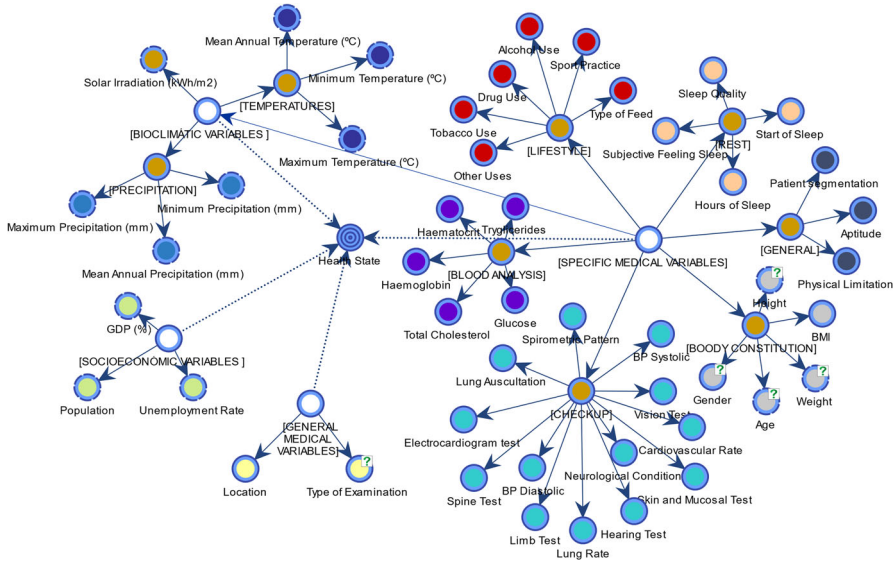 Mean Annual Temperature (ºC)
Solar Irradiation (kWh/m2)
Minimum Temperature (ºC)
[TEMPERATURES]
[BIOCLIMATIC VARIABLES ]
Maximum Temperature (ºC)
[PRECIPITATION]
Minimum Precipitation (mm)
Maximum Precipitation (mm)
Mean Annual Precipitation (mm)
Health State
GDP (%)
[SOCIOECONOMIC VARIABLES ]
Population
Unemployment Rate
[GENERAL
MEDICAL
VARIABLES]
Location
Type of Examination
?
Alcohol Use
Sport Practice
Drug Use
Type of Feed
Tobacco Use
[LIFESTYLE]
Other Uses
Sleep Quality
Start of Sleep
[REST]
Subjective Feeling Sleep
Hours of Sleep
Patient Segmentation
Aptitude
[GENERAL]
Physical Limitation
[SPECIFIC MEDICAL VARIABLES]
Haematocrit
Tryglicerides
[BLOOD ANALYSIS]
Haemoglobin
Total Cholesterol
Glucose
?
Height
BMI
[BOODY CONSTITUTION]
?
Gender
?
Age
?
Weight
Spirometric Pattern
BP Systolic
Lung Auscultation
[CHECKUP]
Vision Test
Electrocardiogram test
Cardiovascular Rate
BP Diastolic
Neurological Condition
Spine Test
Skin and Mucosal Test
Limb Test
Hearing Test
Lung Rate